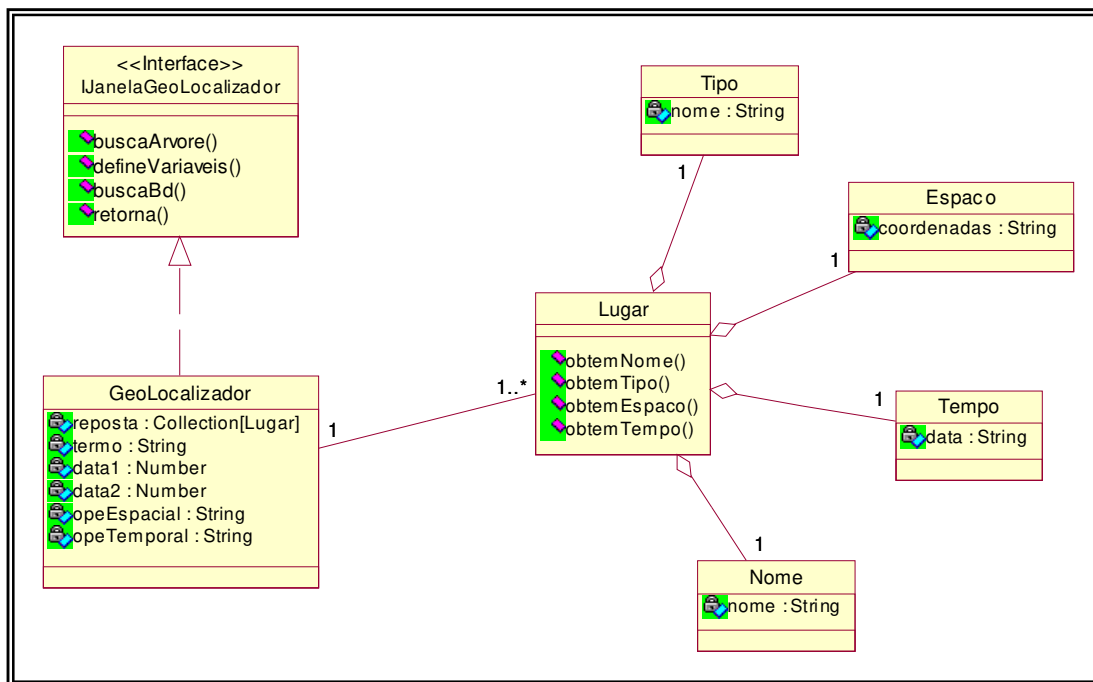 <<Interface>>
IJanelaGeoLocalizador
buscaArvore()
defineVariaveis()
buscaBd()
retorna()
Tipo
nome : String
1
Espaco
coordenadas : String
1
Lugar
obtemNome()
obtemTipo()
obtemEspaco()
obtemTempo()
1..*
1
GeoLocalizador
reposta : Collection[Lugar]
termo : String
data1 : Number
data2 : Number
opeEspacial : String
opeTemporal : String
1
Tempo
data : String
1
Nome
nome : String